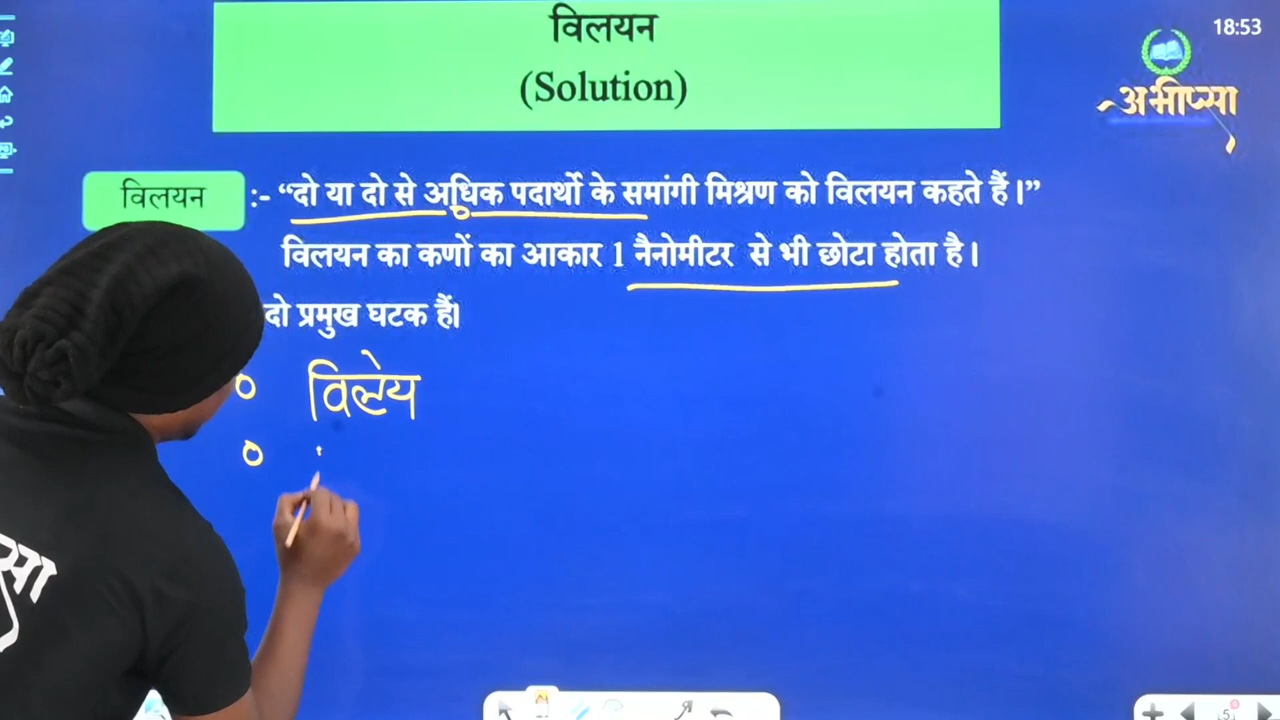 विलयन
(Solution)
18:53
अभीप्सा
विलयन :- “दो या दो से अधिक पदार्थो के समांगी मिश्रण को विलयन कहते हैं।”
विलयन का कणों का आकार 1 नैनोमीटर से भी छोटा होता है।
दो प्रमुख घटक हैं।
विलेय